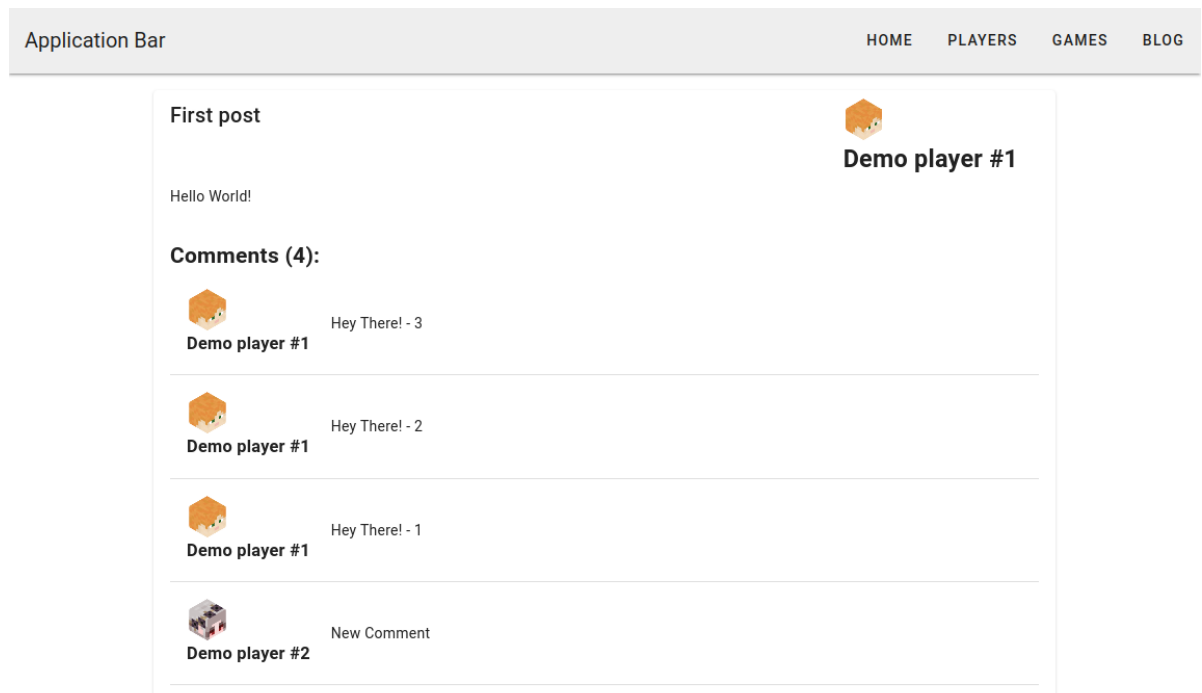 Application Bar
HOME PLAYERS GAMES BLOG
First post
Demo player #1
Hello World!
Comments (4):
Hey There! - 3
Demo player #1
Hey There! - 2
Demo player #1
Hey There! - 1
Demo player #1
New Comment
Demo player #2